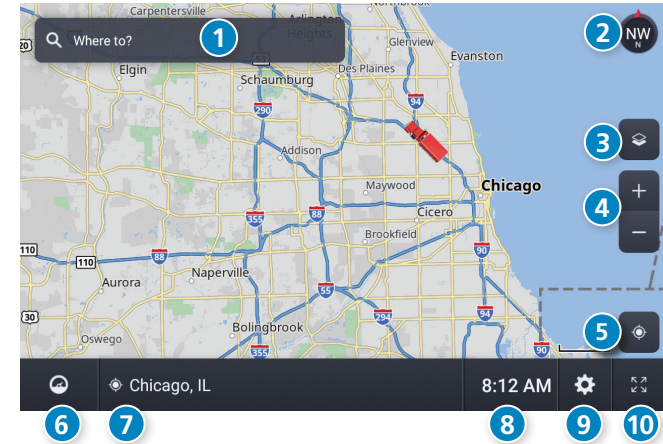 Carpentersville
Northbrook
Arlington
Heights
Where to?
1
2
NW
N
20
53
Glenview
Evanston
Elgin
Des Plaines
Schaumburg
290
94
3
Addison
Maywood
Chicago
+
4
−
355
88
Cicero
Brookfield
110
110
88
90
Naperville
Aurora
55
30
294
94
5
Oswego
Bolingbrook
355
90
Chicago, IL
8:12 AM
6
7
8
9
10